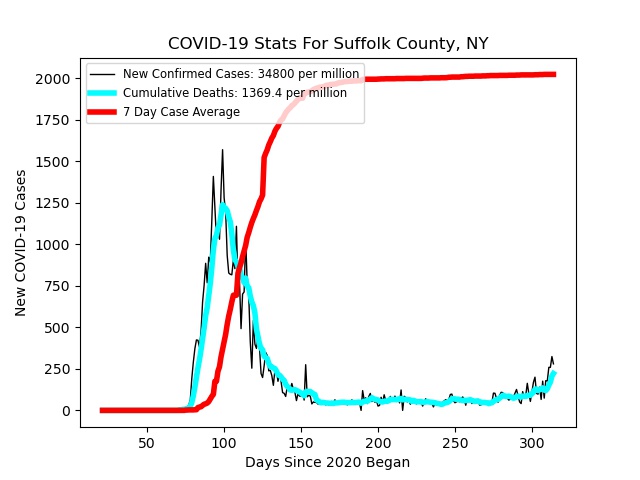 COVID-19 Stats For Suffolk County, NY
New Confirmed Cases: 34800 per million
Cumulative Deaths: 1369.4 per million
7 Day Case Average
New COVID-19 Cases
2000
1750
1500
1250
1000
750
500
250
0
50 100 150 200 250 300
Days Since 2020 Began